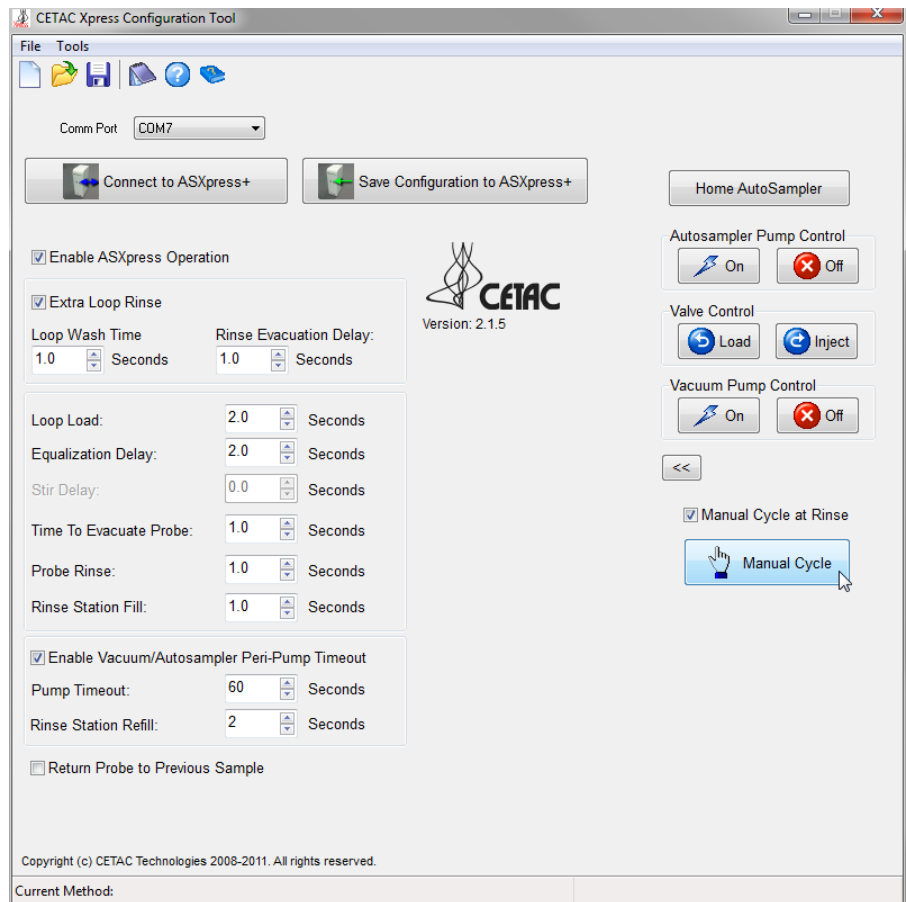 CETAC Xpress Configuration Tool
File Tools
Comm Port COM7
Connect to ASXpress+ Save Configuration to ASXpress+
Home AutoSampler
Enable ASXpress Operation
Autosampler Pump Control
On Off
Extra Loop Rinse
CETAC
Version: 2.1.5
Loop Wash Time Rinse Evacuation Delay:
1.0 Seconds 1.0 Seconds
Valve Control
Load Inject
Vacuum Pump Control
On Off
Loop Load: 2.0 Seconds
Equalization Delay: 2.0 Seconds
<<
Stir Delay: 0.0 Seconds
Manual Cycle at Rinse
Time To Evacuate Probe: 1.0 Seconds
Manual Cycle
Probe Rinse: 1.0 Seconds
Rinse Station Fill: 1.0 Seconds
Enable Vacuum/Autosampler Peri-Pump Timeout
Pump Timeout: 60 Seconds
Rinse Station Refill: 2 Seconds
Return Probe to Previous Sample
Copyright (c) CETAC Technologies 2008-2011. All rights reserved.
Current Method: